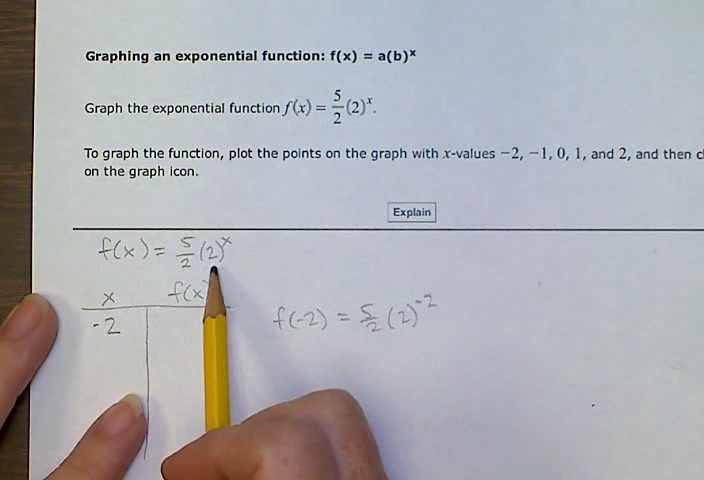 Graphing an exponential function: f(x) = a(b)ˣ
Graph the exponential function f(x) = 5/2 (2)ˣ.
To graph the function, plot the points on the graph with x-values −2, −1, 0, 1, and 2, and then
on the graph icon.
Explain
f(x) = 5/2 (2)ˣ
x f(x
-2 f(-2) = 5/2 (2)⁻²